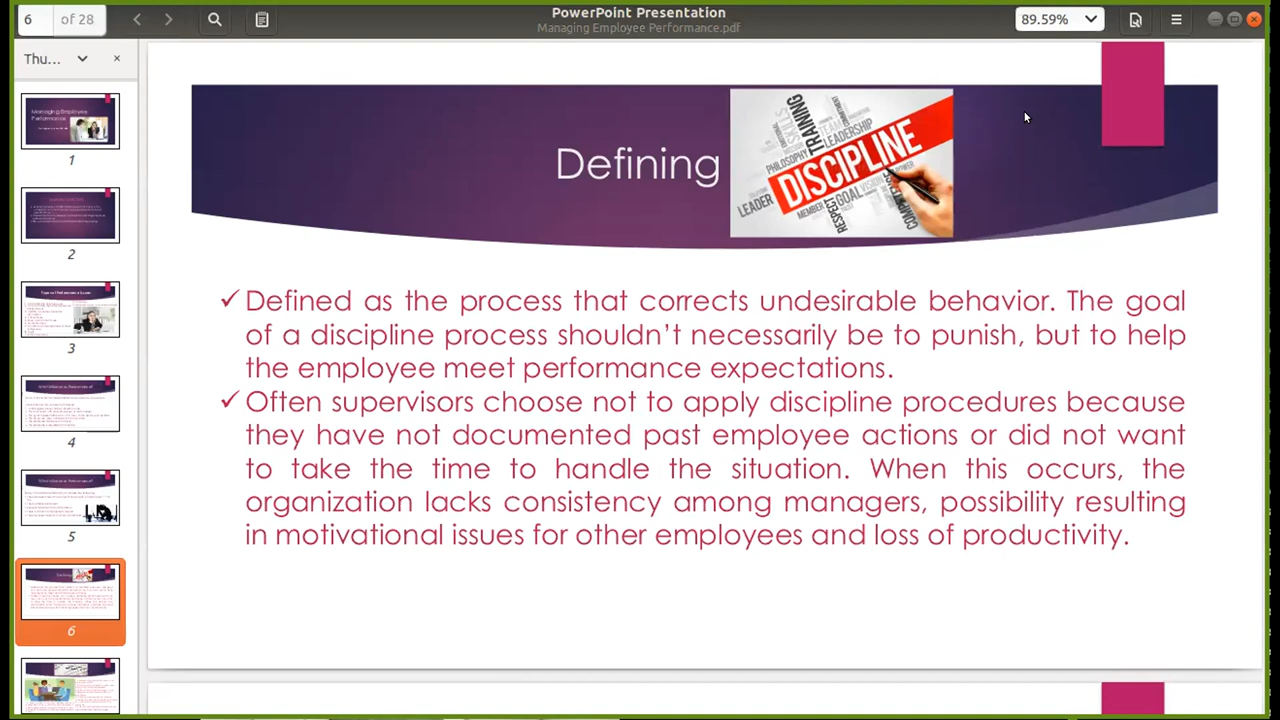 6 of 28
PowerPoint Presentation
Managing Employee Performance.pdf
89.59%
Thu...
Managing Employee
Performance
1
2
3
4
5
6
Defining
DISCIPLINE
TRAINING
SKILLS
LEADERSHIP
PHILOSOPHY
LEADER
MEMBER
RESPECT
GOAL
VISION
Defined as the process that corrects undesirable behavior. The goal
of a discipline process shouldn’t necessarily be to punish, but to help
the employee meet performance expectations.
Often supervisors choose not to apply discipline procedures because
they have not documented past employee actions or did not want
to take the time to handle the situation. When this occurs, the
organization lacks consistency among managers, possibility resulting
in motivational issues for other employees and loss of productivity.